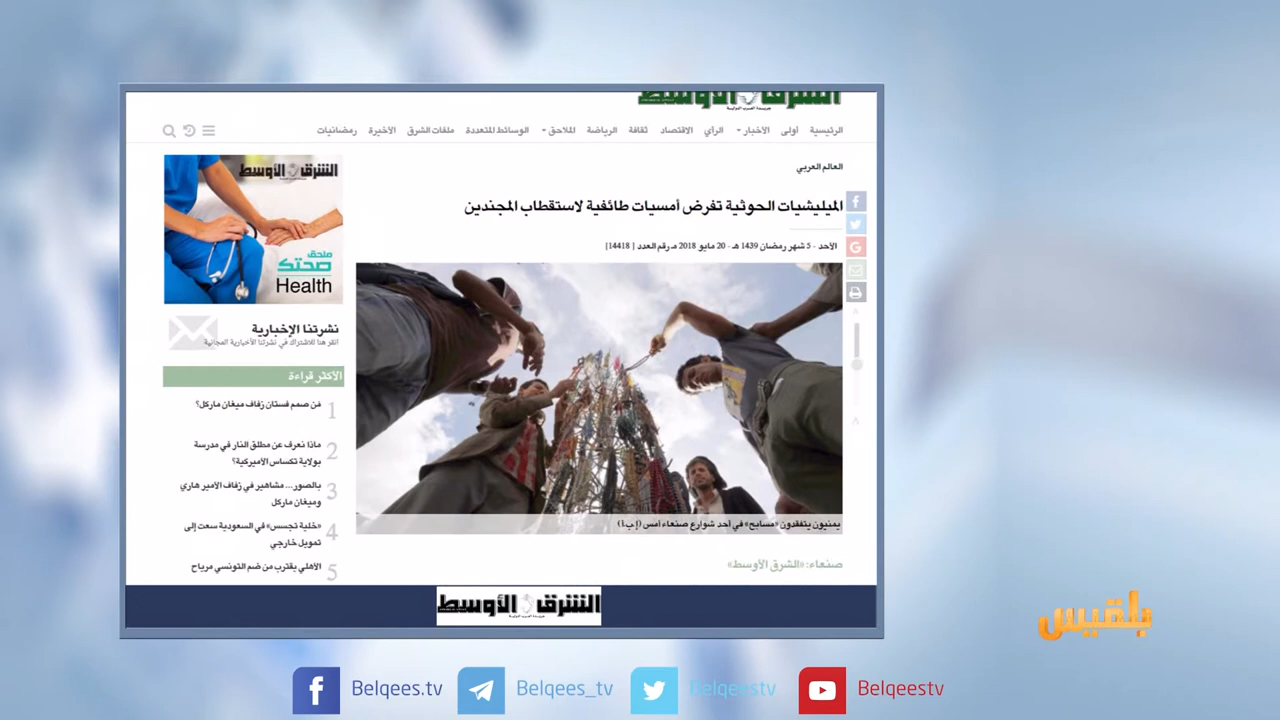 الشرق الأوسط
الرئيسية أولى الأخبار الرأي الاقتصاد ثقافة الرياضة الملاحق الوسائط المتعددة ملفات الشرق الأخيرة رمضانيات
العالم العربي
الميليشيات الحوثية تفرض أمسيات طائفية لاستقطاب المجندين
الأحد - 5 شهر رمضان 1439 هـ - 20 مايو 2018 مـ رقم العدد [ 14418]
يمنيون يتفقدون «مسابح» في أحد شوارع صنعاء أمس (إ.ب.أ)
صنعاء: «الشرق الأوسط»
الشرق الأوسط
ملحق
صحتك
Health
نشرتنا الإخبارية
انقر هنا للاشتراك في نشرتنا الأخبارية المجانية
الأكثر قراءة
1 مَن صمم فستان زفاف ميغان ماركل؟
2 ماذا نعرف عن مطلق النار في مدرسة
بولاية تكساس الأميركية؟
3 بالصور... مشاهير في زفاف الأمير هاري
وميغان ماركل
4 «خلية تجسس» في السعودية سعت إلى
تمويل خارجي
5 الأهلي يقترب من ضم التونسي مرياح
الشرق الأوسط
بلقيس
Belqees.tv Belqees_tv Belqeestv Belqeestv